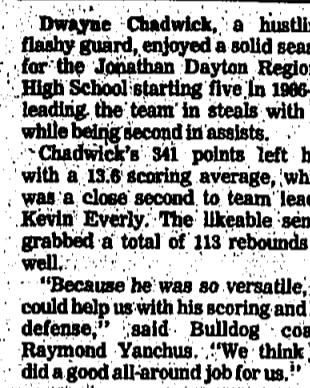 Dwayne Chadwick, a hustli
flashy guard, enjoyed a solid seas
for the Jonathan Dayton Regio
High School starting five in 1986-
leading the team in steals with
while being second in assists.
Chadwick's 341 points left h
with a 13.6 scoring average, wh
was a close second to team lead
Kevin Everly. The likeable sen
grabbed a total of 113 rebounds
well.
"Because he was so versatile,
could help us with his scoring and
defense," said Bulldog coa
Raymond Yanchus. "We think
did a good all-around job for us."